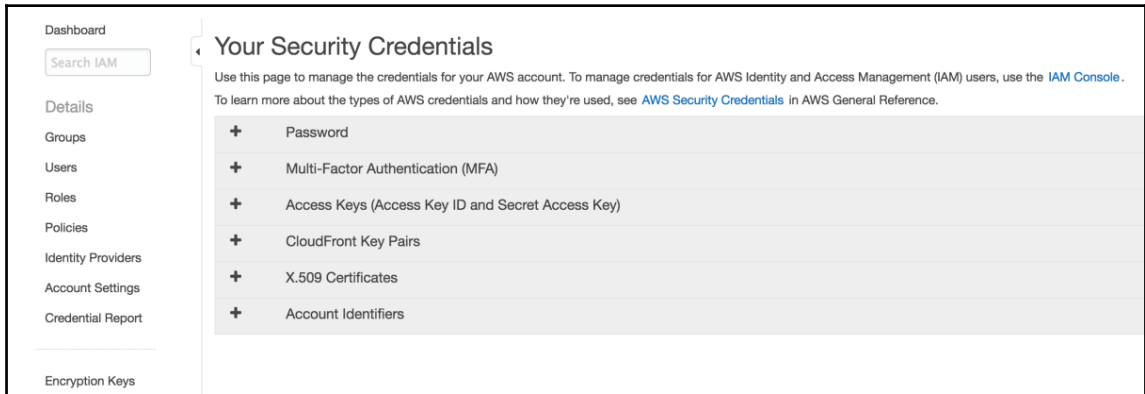 Dashboard
Search IAM
Details
Groups
Users
Roles
Policies
Identity Providers
Account Settings
Credential Report
Encryption Keys
Your Security Credentials
Use this page to manage the credentials for your AWS account. To manage credentials for AWS Identity and Access Management (IAM) users, use the IAM Console.
To learn more about the types of AWS credentials and how they're used, see AWS Security Credentials in AWS General Reference.
Password
Multi-Factor Authentication (MFA)
Access Keys (Access Key ID and Secret Access Key)
CloudFront Key Pairs
X.509 Certificates
Account Identifiers